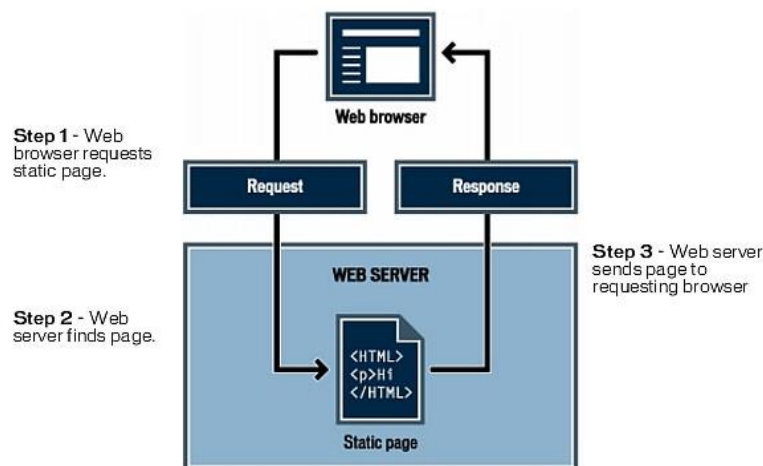 Web browser
Step 1 - Web
browser requests
static page.
Request
Response
WEB SERVER
Step 2 - Web
server finds page.
<HTML>
<p>Hi
</HTML>
Static page
Step 3 - Web server
sends page to
requesting browser